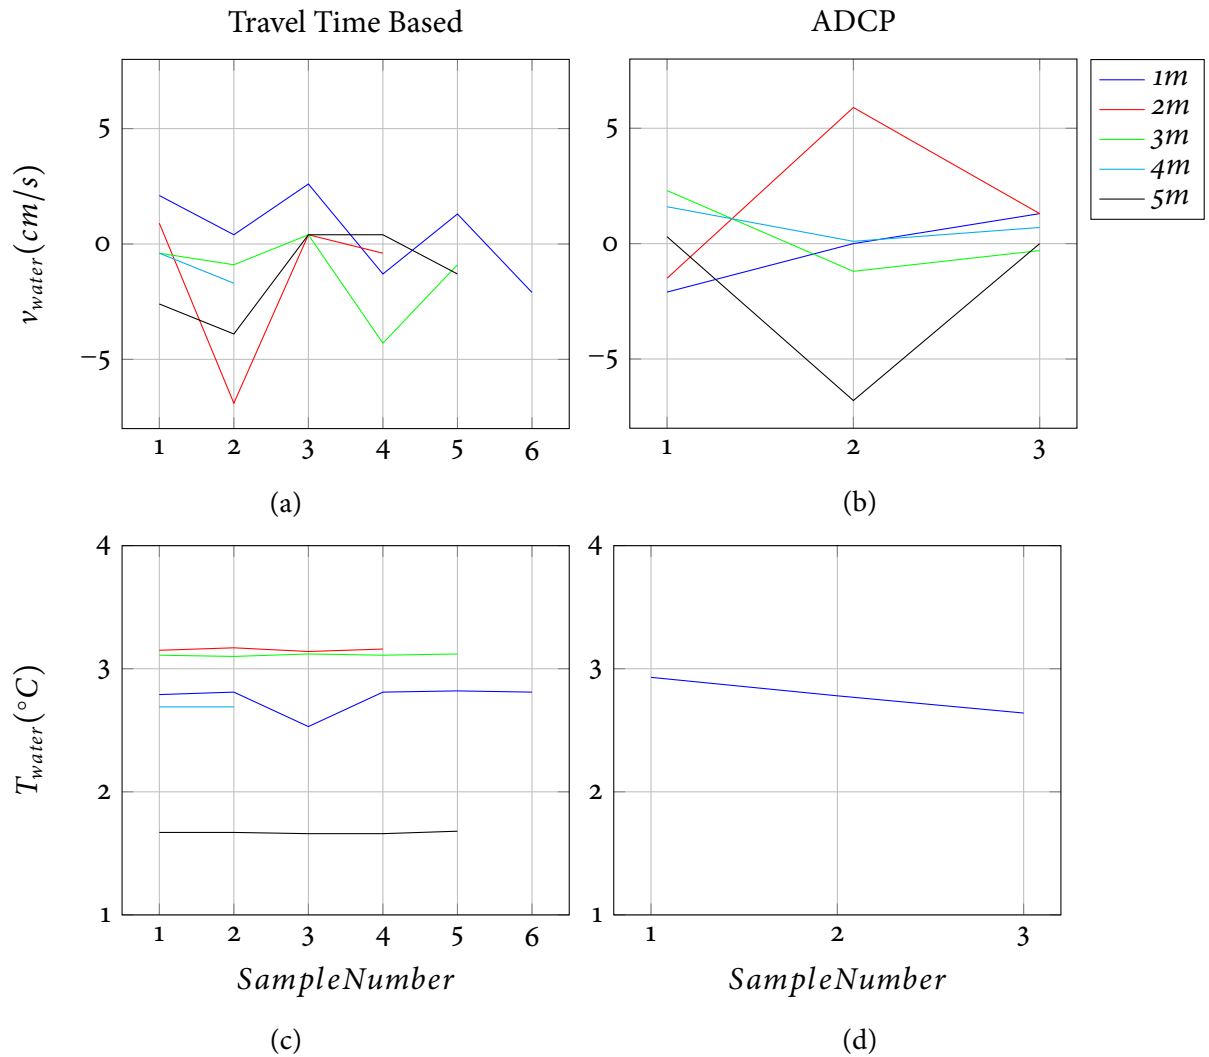 Travel Time Based
ADCP
v_water (cm/s)
5
0
−5
1 2 3 4 5 6
(a)
5
0
−5
1 2 3
(b)
1m
2m
3m
4m
5m
T_water (°C)
4
3
2
1
1 2 3 4 5 6
SampleNumber
(c)
4
3
2
1
1 2 3
SampleNumber
(d)